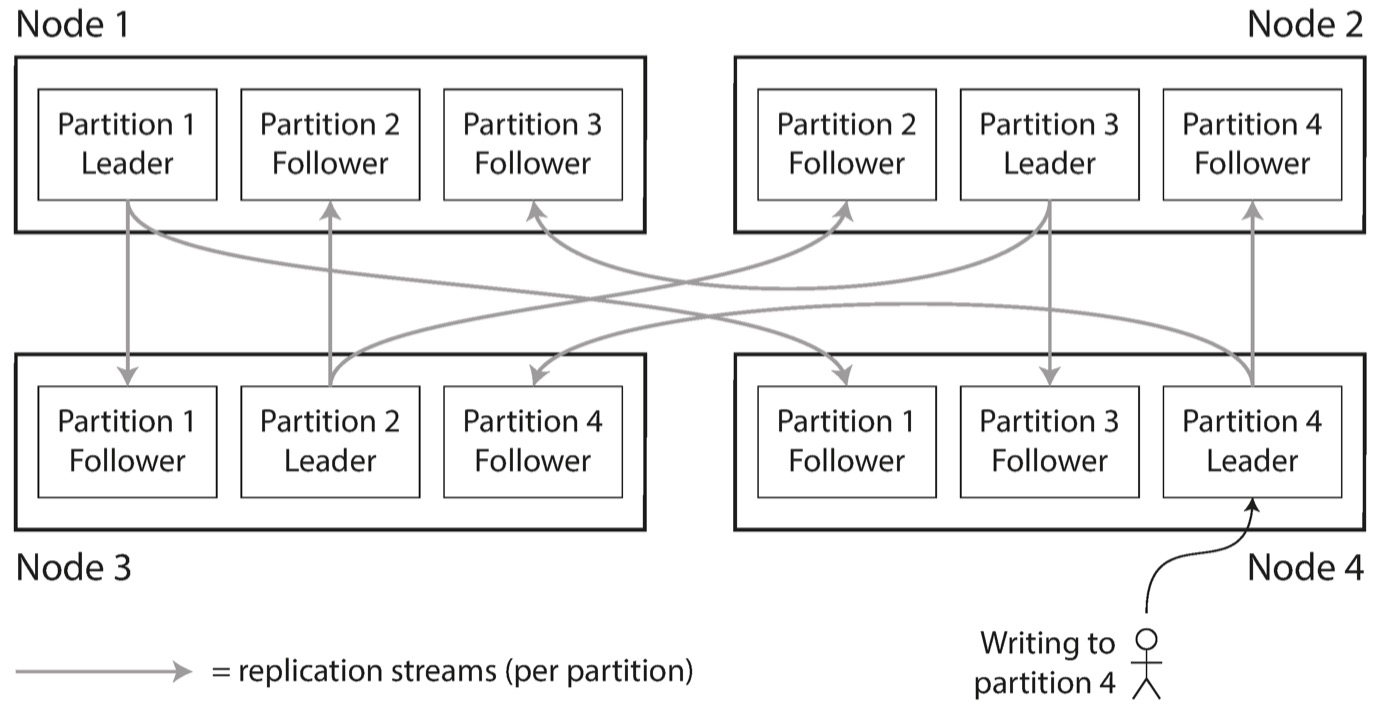 Node 1
Node 2
Partition 1
Leader
Partition 2
Follower
Partition 3
Follower
Partition 2
Follower
Partition 3
Leader
Partition 4
Follower
Partition 1
Follower
Partition 2
Leader
Partition 4
Follower
Partition 1
Follower
Partition 3
Follower
Partition 4
Leader
Node 3
Node 4
= replication streams (per partition)
Writing to
partition 4